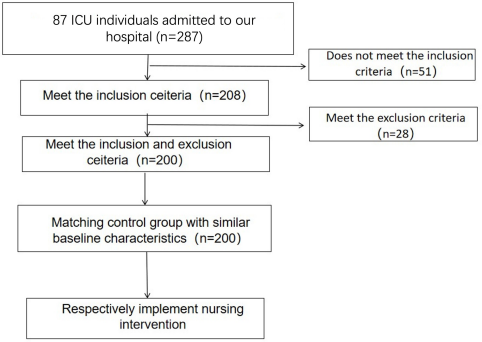 87 ICU individuals admitted to our
hospital (n=287)
Does not meet the inclusion
criteria (n=51)
Meet the inclusion ceiteria (n=208)
Meet the exclusion criteria
(n=28)
Meet the inclusion and exclusion
ceiteria (n=200)
Matching control group with similar
baseline characteristics (n=200)
Respectively implement nursing
intervention